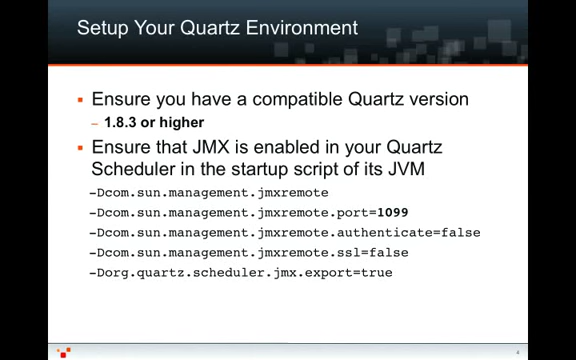 Setup Your Quartz Environment
Ensure you have a compatible Quartz version
– 1.8.3 or higher
Ensure that JMX is enabled in your Quartz
Scheduler in the startup script of its JVM
-Dcom.sun.management.jmxremote
-Dcom.sun.management.jmxremote.port=1099
-Dcom.sun.management.jmxremote.authenticate=false
-Dcom.sun.management.jmxremote.ssl=false
-Dorg.quartz.scheduler.jmx.export=true
4